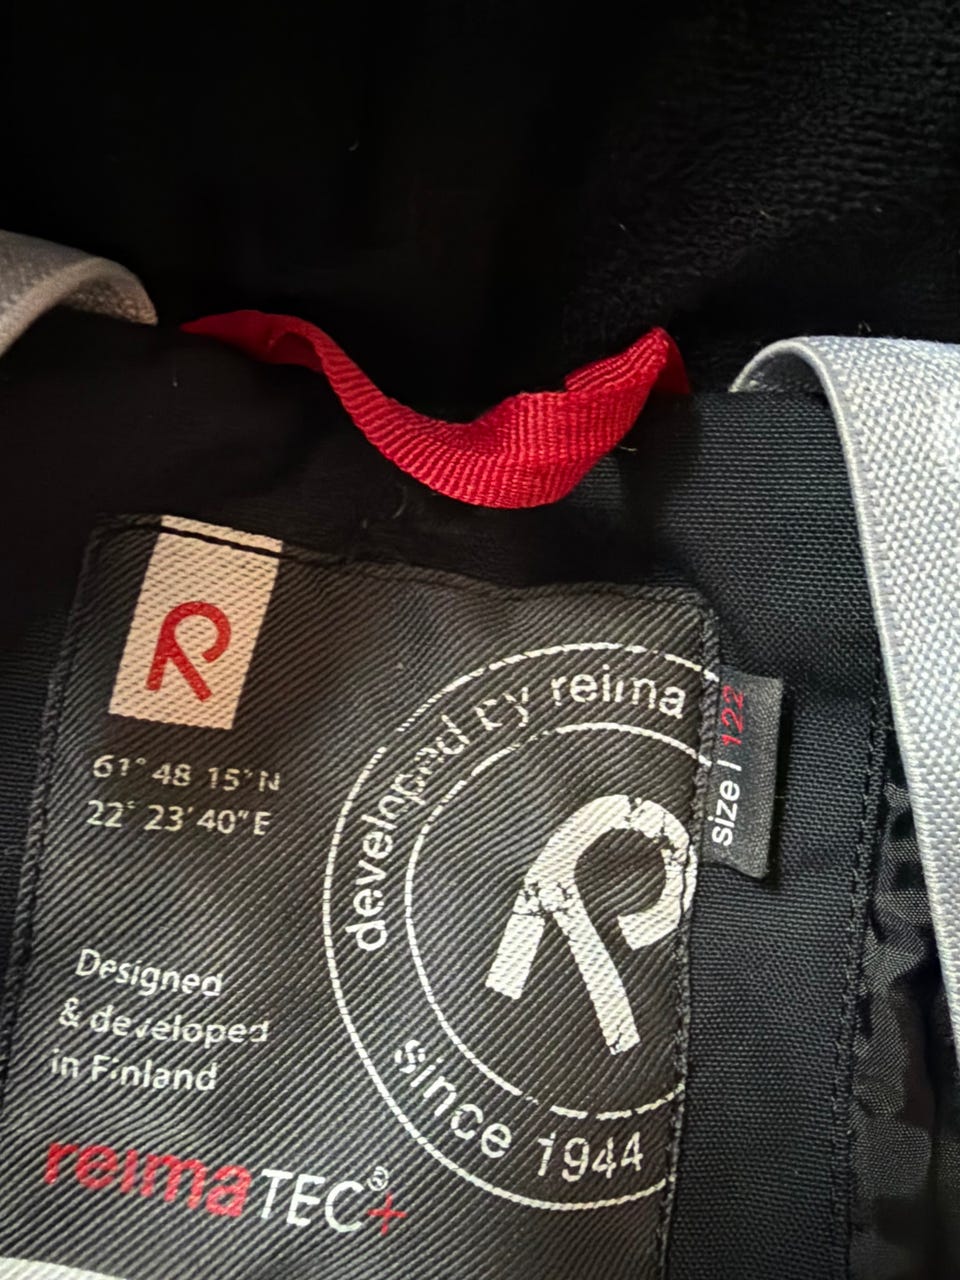 61° 48 15" N
22° 23' 40" E
Designed
& developed
in Finland
reimaTEC®+
developed by reima
since 1944
size | 122